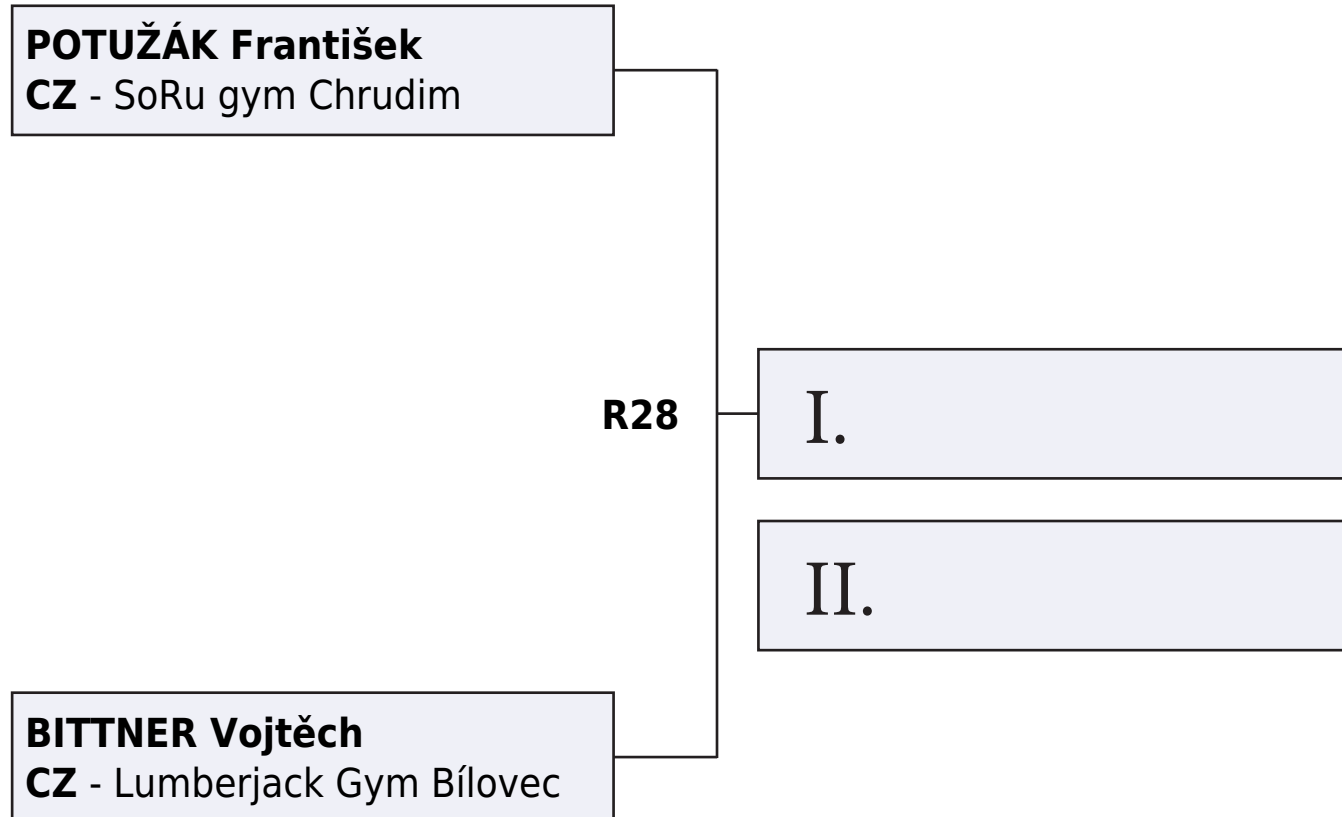 POTUŽÁK František
CZ - SoRu gym Chrudim
R28
I.
II.
BITTNER Vojtěch
CZ - Lumberjack Gym Bílovec